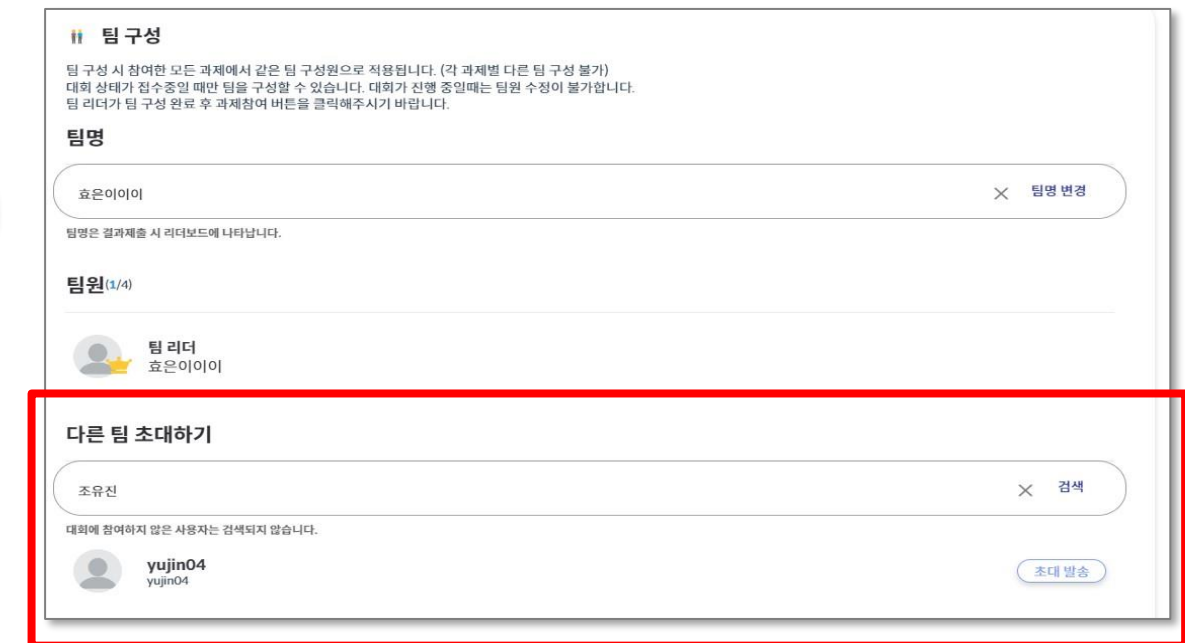 팀 구성
팀 구성 시 참여한 모든 과제에서 같은 팀 구성원으로 적용됩니다. (각 과제별 다른 팀 구성 불가)
대회 상태가 접수중일 때만 팀을 구성할 수 있습니다. 대회가 진행 중일때는 팀원 수정이 불가합니다.
팀 리더가 팀 구성 완료 후 과제참여 버튼을 클릭해주시기 바랍니다.
팀명
효은이이이 팀명 변경
팀명은 결과제출 시 리더보드에 나타납니다.
팀원(1/4)
팀 리더
효은이이이
다른 팀 초대하기
조유진 검색
대회에 참여하지 않은 사용자는 검색되지 않습니다.
yujin04
yujin04
초대 발송